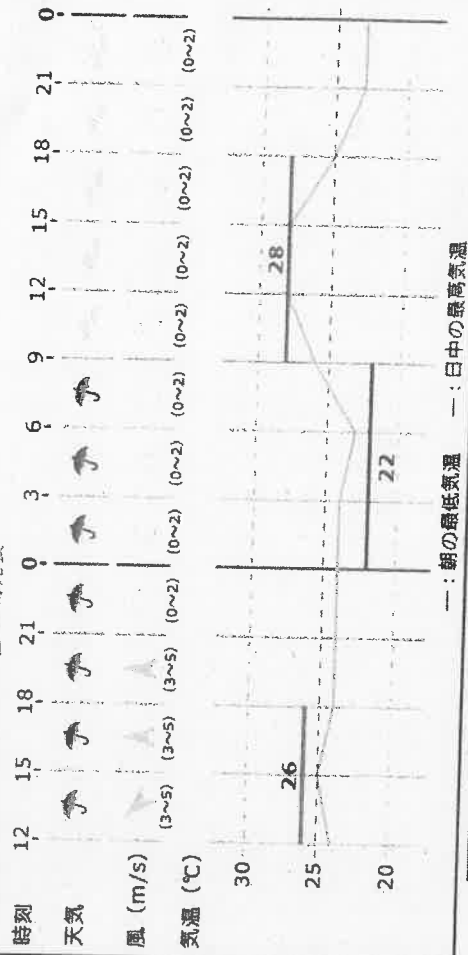 時刻 12 15 18 21 0 3 6 9 12 15 18 21 0
天気
風 (m/s) (3~5) (3~5) (3~5) (0~2) (0~2) (0~2) (0~2) (0~2) (0~2) (0~2) (0~2) (0~2)
気温 (℃)
30
25
20
26
22
28
—:朝の最低気温 —:日中の最高気温